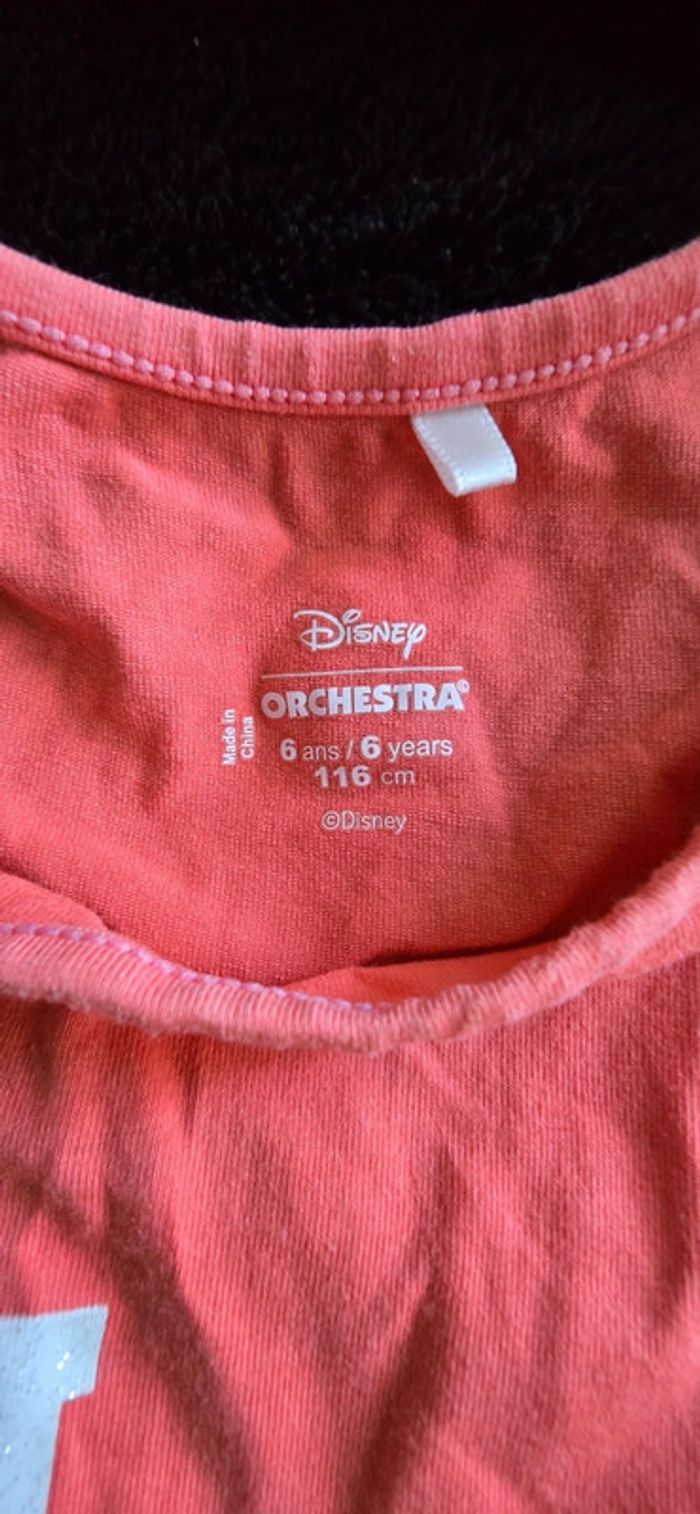 Disney
ORCHESTRA©
Made in
China
6 ans / 6 years
116 cm
©Disney